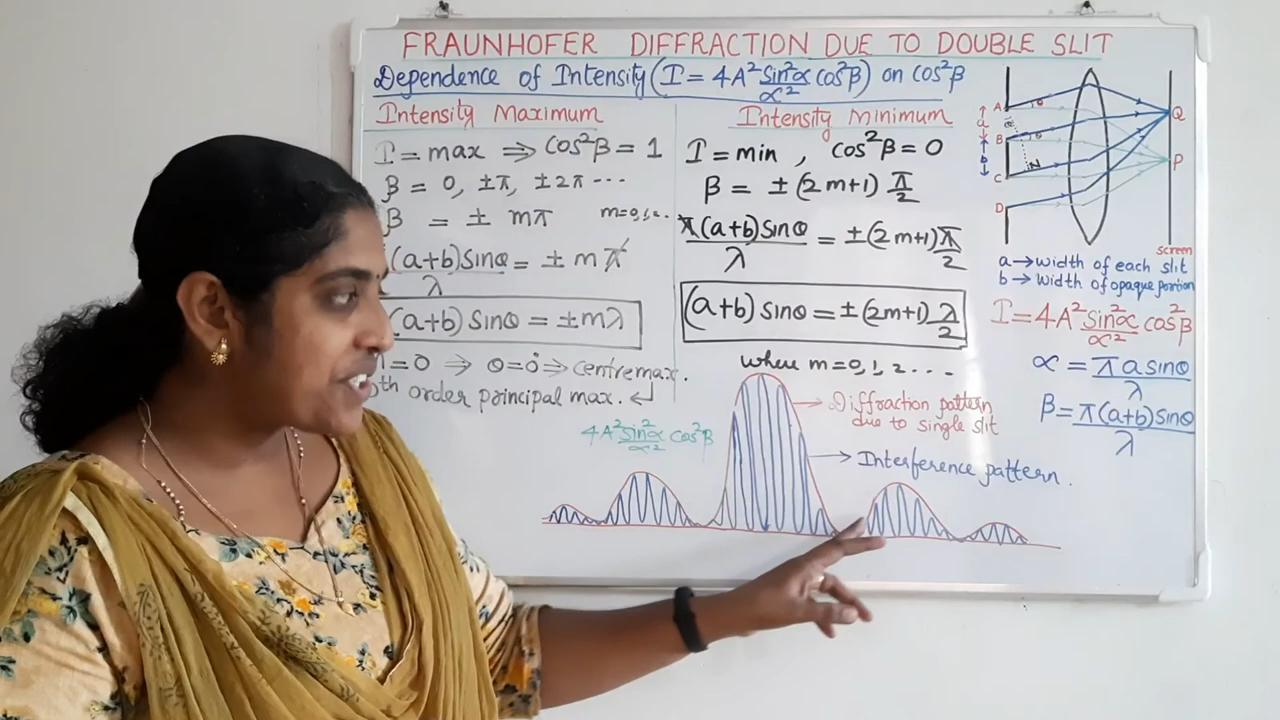 FRAUNHOFER DIFFRACTION DUE TO DOUBLE SLIT
Dependence of Intensity (I = 4A² sin²α/α² cos²β) on cos²β
Intensity Maximum
I = max ⇒ cos²β = 1
β = 0, ±π, ±2π ...
β = ± mπ m=0,1,2..
(a+b) sinθ/λ = ± m π
(a+b) sinθ = ±mλ
=0 ⇒ θ=0° ⇒ centre max.
th order principal max.
Intensity Minimum
I = min , cos²β = 0
β = ±(2m+1) π/2
π(a+b) sinθ/λ = ±(2m+1) π/2
(a+b) sinθ = ±(2m+1) λ/2
where m=0,1,2 ....
4A² sin²α/α² cos²β
Diffraction pattern
due to single slit
Interference pattern.
A
B
C
D
a
b
θ
θ
N
Q
P
screen
a → width of each slit
b → width of opaque portion
I = 4A² sin²α/α² cos²β
α = π a sinθ/λ
β = π(a+b) sinθ/λ